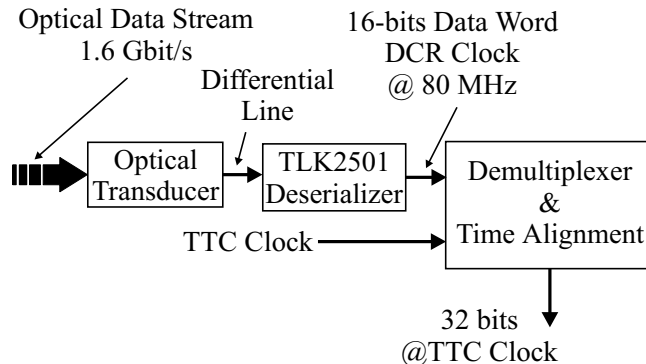 Optical Data Stream
1.6 Gbit/s
16-bits Data Word
DCR Clock
@ 80 MHz
Differential
Line
Optical
Transducer
TLK2501
Deserializer
Demultiplexer
&
Time Alignment
TTC Clock
32 bits
@TTC Clock